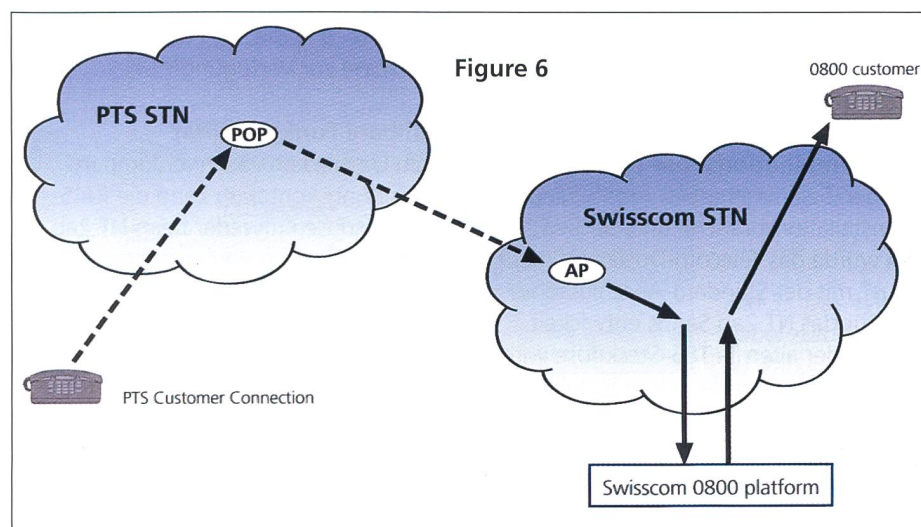 Figure 6
0800 customer
PTS STN
POP
Swisscom STN
AP
PTS Customer Connection
Swisscom 0800 platform